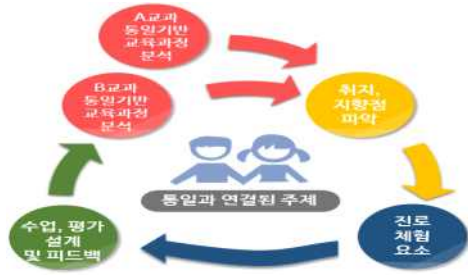 A교과
통일기반
교육과정
분석
B교과
통일기반
교육과정
분석
취지,
지향점
파악
통일과 연결된 주제
수업, 평가
설계
및 피드백
진로
체험
요소